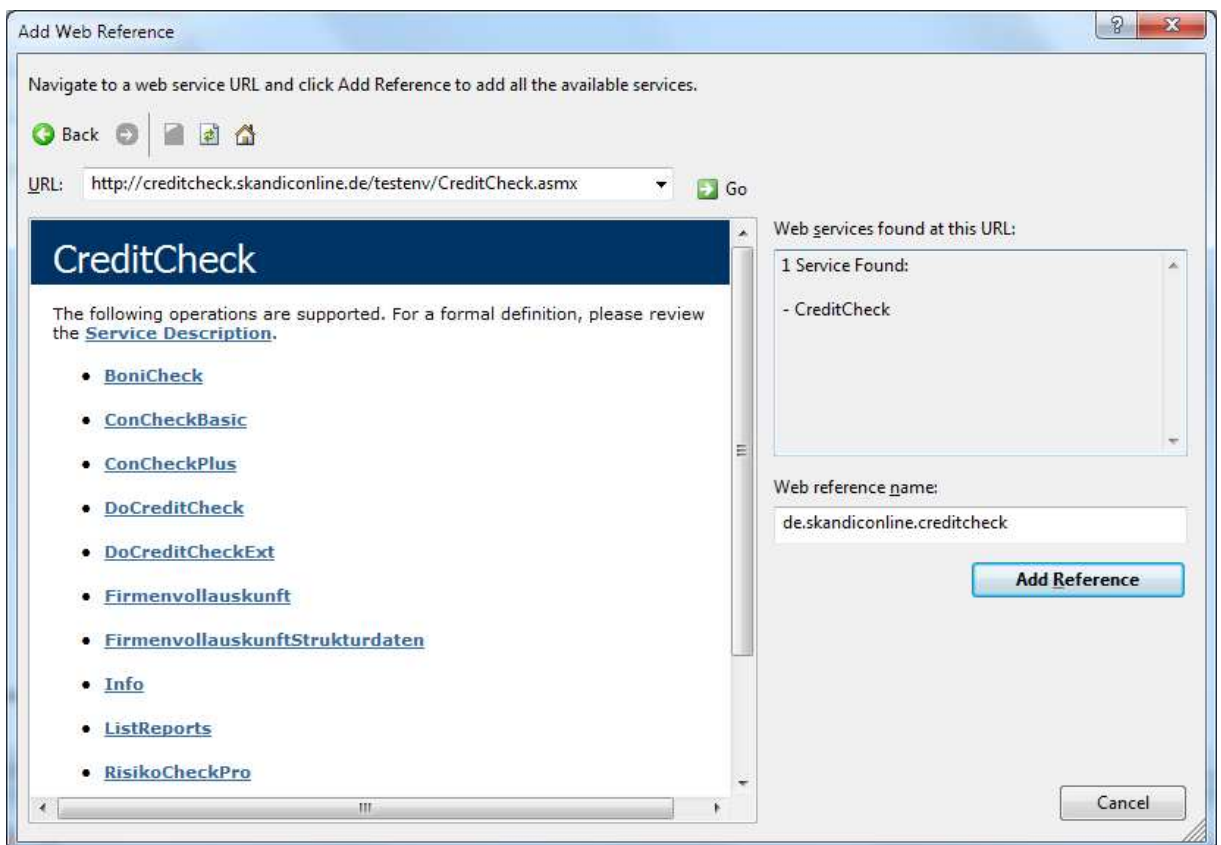 Add Web Reference
Navigate to a web service URL and click Add Reference to add all the available services.
Back
URL: http://creditcheck.skandiconline.de/testenv/CreditCheck.asmx Go
CreditCheck
The following operations are supported. For a formal definition, please review
the Service Description.
• BoniCheck
• ConCheckBasic
• ConCheckPlus
• DoCreditCheck
• DoCreditCheckExt
• Firmenvollauskunft
• FirmenvollauskunftStrukturdaten
• Info
• ListReports
• RisikoCheckPro
Web services found at this URL:
1 Service Found:
- CreditCheck
Web reference name:
de.skandiconline.creditcheck
Add Reference
Cancel